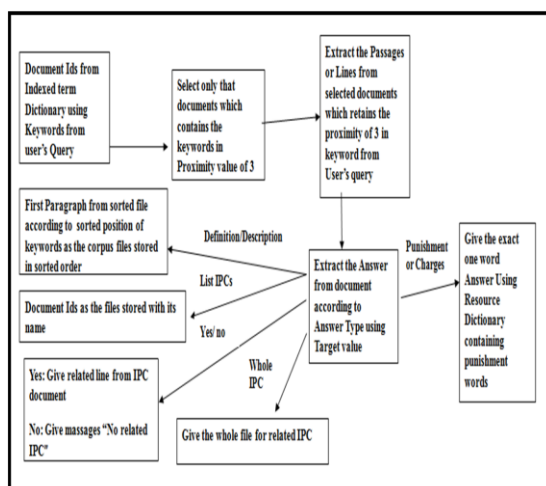 Document Ids from
Indexed term
Dictionary using
Keywords from
user's Query
Select only that
documents which
contains the
keywords in
Proximity value of 3
Extract the Passages
or Lines from
selected documents
which retains the
proximity of 3 in
keyword from
User's query
First Paragraph from sorted file
according to sorted position of
keywords as the corpus files stored
in sorted order
Definition/Description
List IPCs
Document Ids as the files stored with its
name
Yes/ no
Yes: Give related line from IPC
document
No: Give massages "No related
IPC"
Whole
IPC
Give the whole file for related IPC
Extract the Answer
from document
according to
Answer Type using
Target value
Punishment
or Charges
Give the exact
one word
Answer Using
Resource
Dictionary
containing
punishment
words